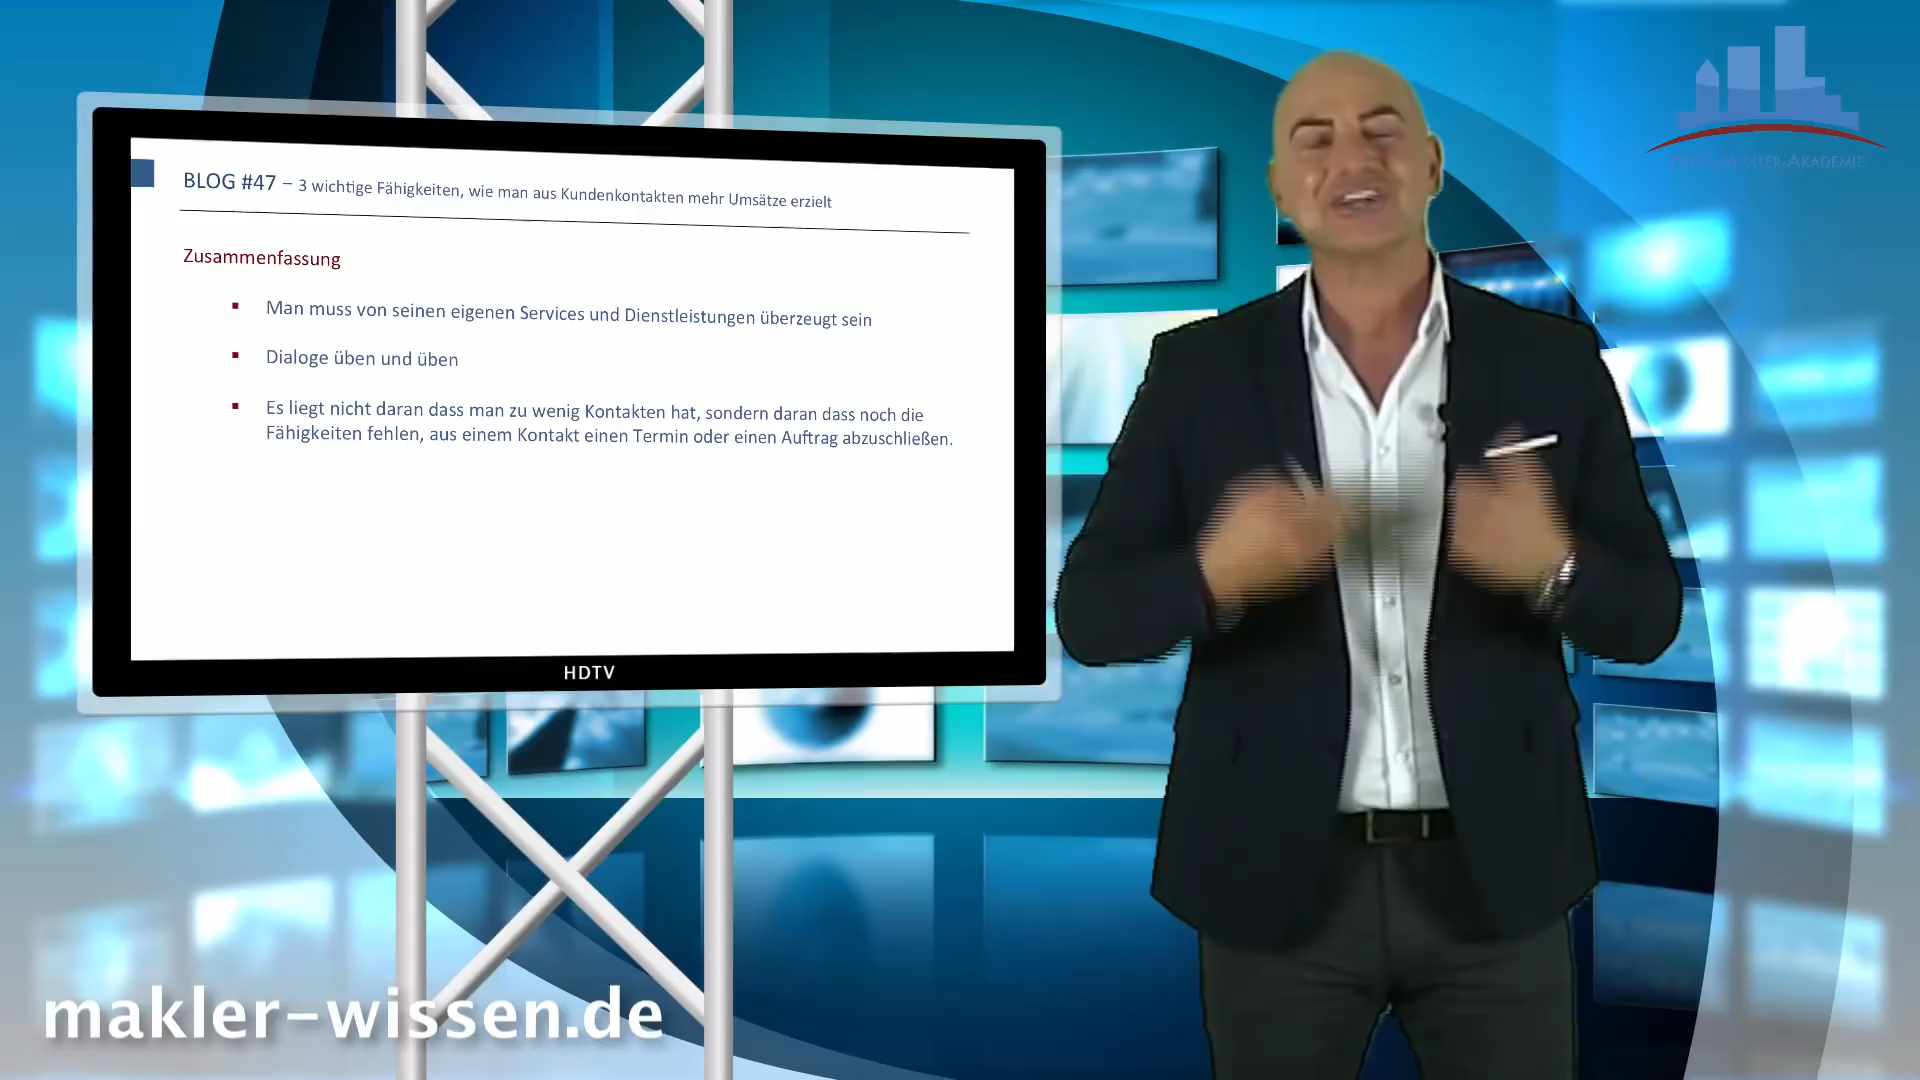 BLOG #47 – 3 wichtige Fähigkeiten, wie man aus Kundenkontakten mehr Umsätze erzielt
Zusammenfassung
Man muss von seinen eigenen Services und Dienstleistungen überzeugt sein
Dialoge üben und üben
Es liegt nicht daran dass man zu wenig Kontakten hat, sondern daran dass noch die
Fähigkeiten fehlen, aus einem Kontakt einen Termin oder einen Auftrag abzuschließen.
HDTV
PROFI-MAKLER-AKADEMIE
makler-wissen.de